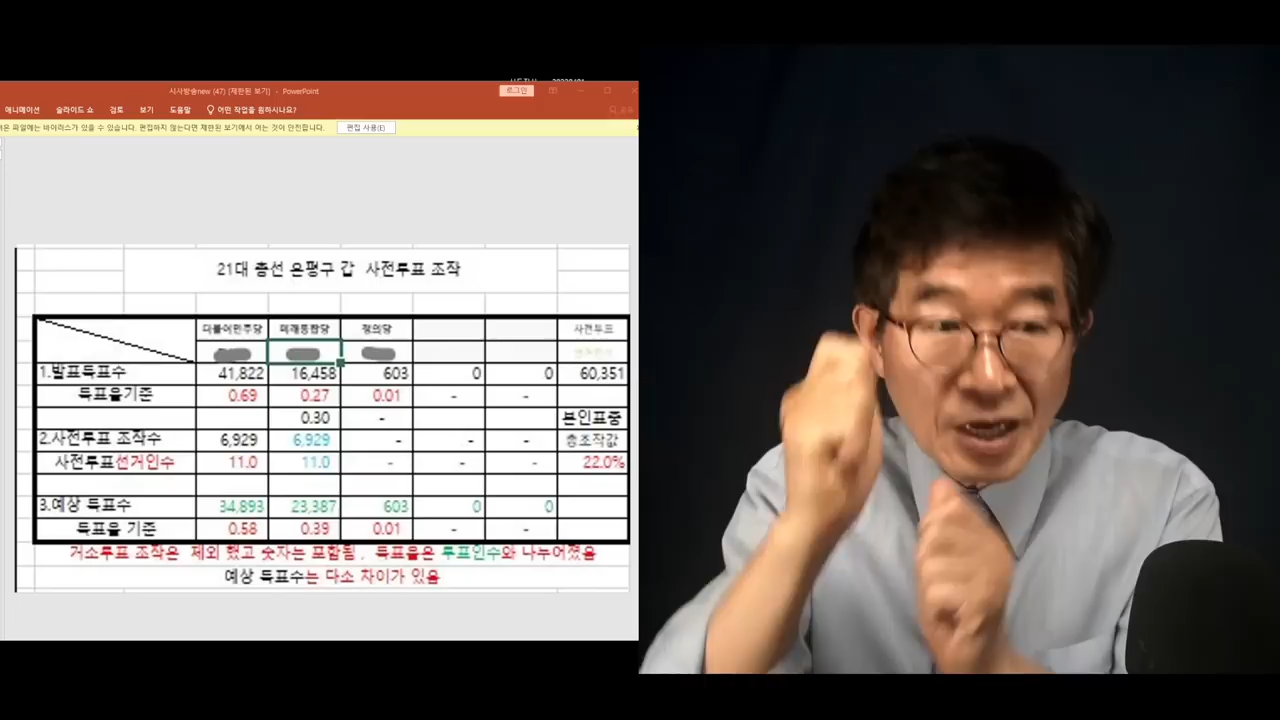 시사방송new (47) [제한된 보기] - PowerPoint
로그인
애니메이션 슬라이드 쇼 검토 보기 도움말 어떤 작업을 원하시나요?
파일에는 바이러스가 있을 수 있습니다. 편집하지 않는다면 제한된 보기에서 여는 것이 안전합니다. 편집 사용(E)
21대 총선 은평구 갑 사전투표 조작
더불어민주당 미래통합당 정의당 사전투표
1.발표득표수 41,822 16,458 603 0 0 60,351
득표율기준 0.69 0.27 0.01 - -
0.30 - 본인표중
2.사전투표 조작수 6,929 6,929 - - - 총조작값
사전투표선거인수 11.0 11.0 - - - 22.0%
3.예상 득표수 34,893 23,387 603 0 0
득표율 기준 0.58 0.39 0.01 - -
거소투표 조작은 제외 했고 숫자는 포함됨 , 득표율은 투표인수와 나누어졌음
예상 득표수는 다소 차이가 있음